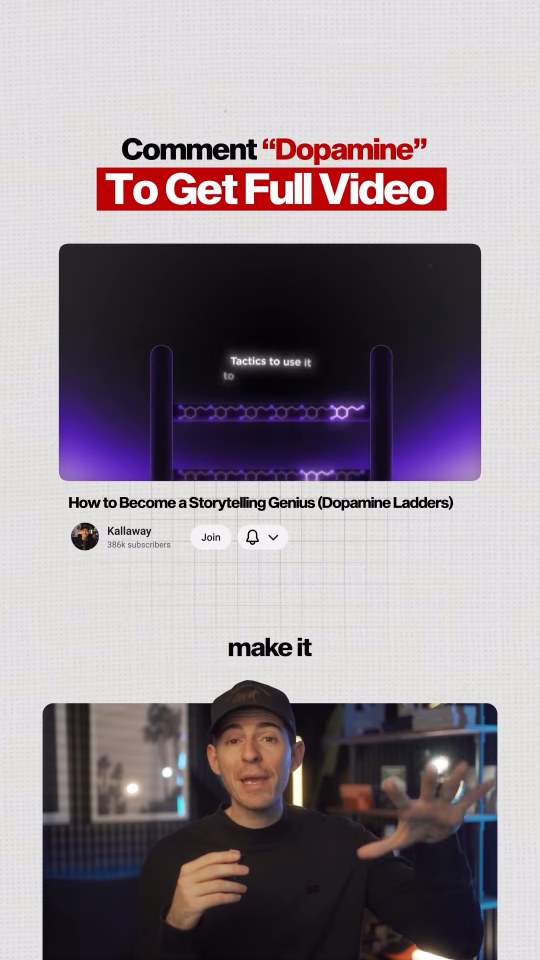 Comment “Dopamine”
To Get Full Video
Tactics to use it
to
How to Become a Storytelling Genius (Dopamine Ladders)
Kallaway
386k subscribers
Join
make it